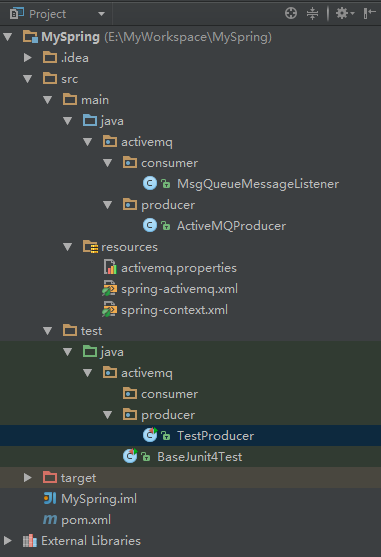 Project
MySpring (E:\MyWorkspace\MySpring)
.idea
src
main
java
activemq
consumer
MsgQueueMessageListener
producer
ActiveMQProducer
resources
activemq.properties
spring-activemq.xml
spring-context.xml
test
java
activemq
consumer
producer
TestProducer
BaseJunit4Test
target
MySpring.iml
pom.xml
External Libraries